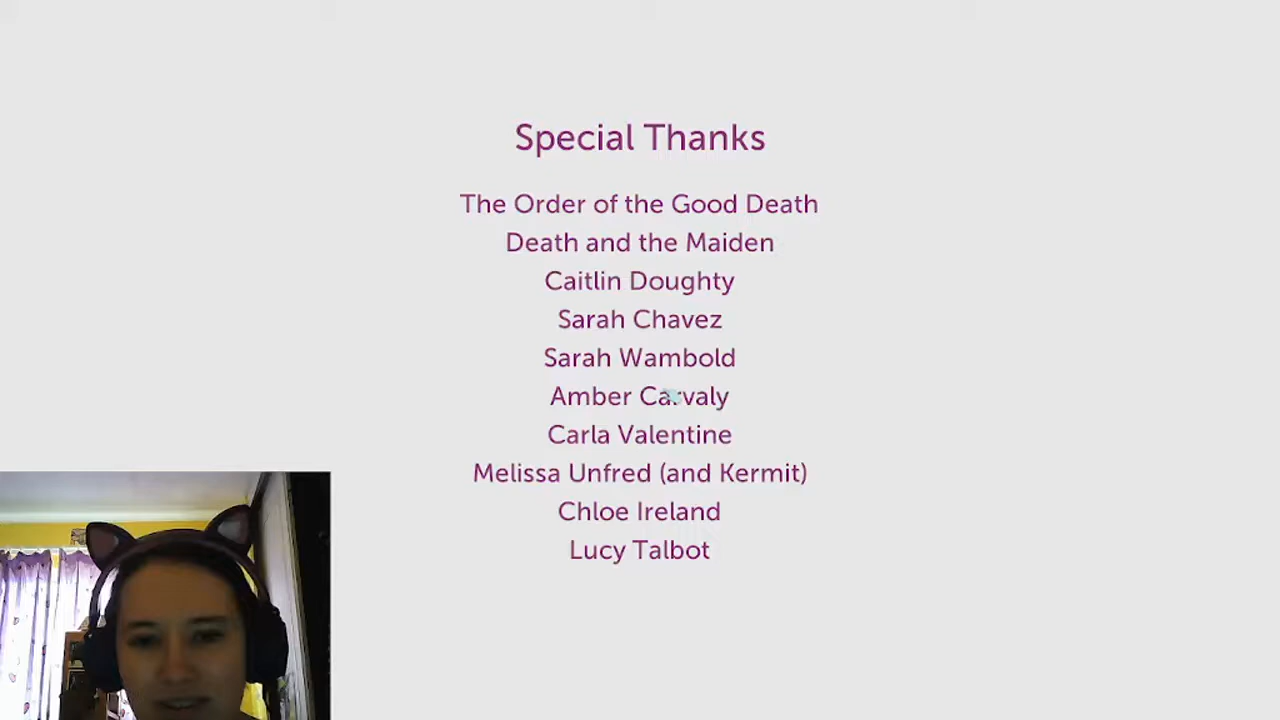 Special Thanks
The Order of the Good Death
Death and the Maiden
Caitlin Doughty
Sarah Chavez
Sarah Wambold
Amber Carvaly
Carla Valentine
Melissa Unfred (and Kermit)
Chloe Ireland
Lucy Talbot